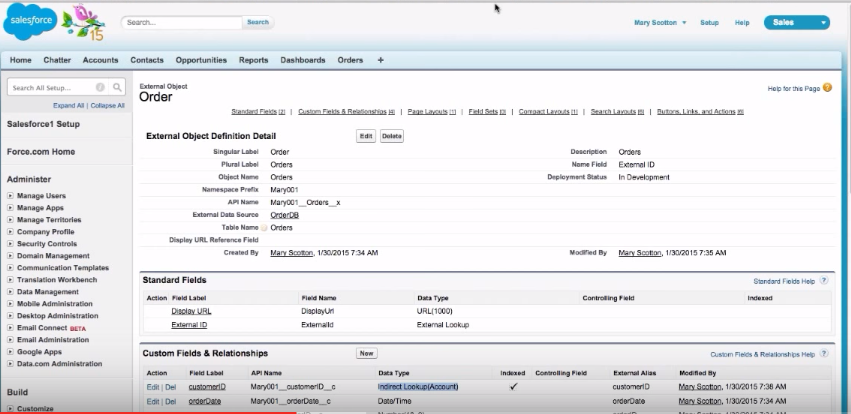 salesforce
15
Search...
Search
Mary Scotton
Setup
Help
Sales
Home
Chatter
Accounts
Contacts
Opportunities
Reports
Dashboards
Orders
+
Search All Setup...
Expand All | Collapse All
Salesforce1 Setup
Force.com Home
Administer
Manage Users
Manage Apps
Manage Territories
Company Profile
Security Controls
Domain Management
Communication Templates
Translation Workbench
Data Management
Mobile Administration
Desktop Administration
Email Connect BETA
Email Administration
Google Apps
Data.com Administration
Build
Customize
External Object
Order
Help for this Page
Standard Fields [2] | Custom Fields & Relationships [4] | Page Layouts [1] | Field Sets [0] | Compact Layouts [1] | Search Layouts [6] | Buttons, Links, and Actions [8]
External Object Definition Detail
Edit
Delete
Singular Label Order
Description Orders
Plural Label Orders
Name Field External ID
Object Name Orders
Deployment Status In Development
Namespace Prefix Mary001
API Name Mary001__Orders__x
External Data Source OrderDB
Table Name Orders
Display URL Reference Field
Created By Mary Scotton, 1/30/2015 7:34 AM
Modified By Mary Scotton, 1/30/2015 7:35 AM
Standard Fields
Standard Fields Help ?
Action Field Label Field Name Data Type Controlling Field Indexed
Display URL DisplayUrl URL(1000)
External ID ExternalId External Lookup
Custom Fields & Relationships
New
Custom Fields & Relationships Help ?
Action Field Label API Name Data Type Indexed Controlling Field External Alias Modified By
Edit | Del customerID Mary001__customerID__c Indirect Lookup(Account) customerID Mary Scotton, 1/30/2015 7:38 AM
Edit | Del orderDate Mary001__orderDate__c Date/Time orderDate Mary Scotton, 1/30/2015 7:34 AM